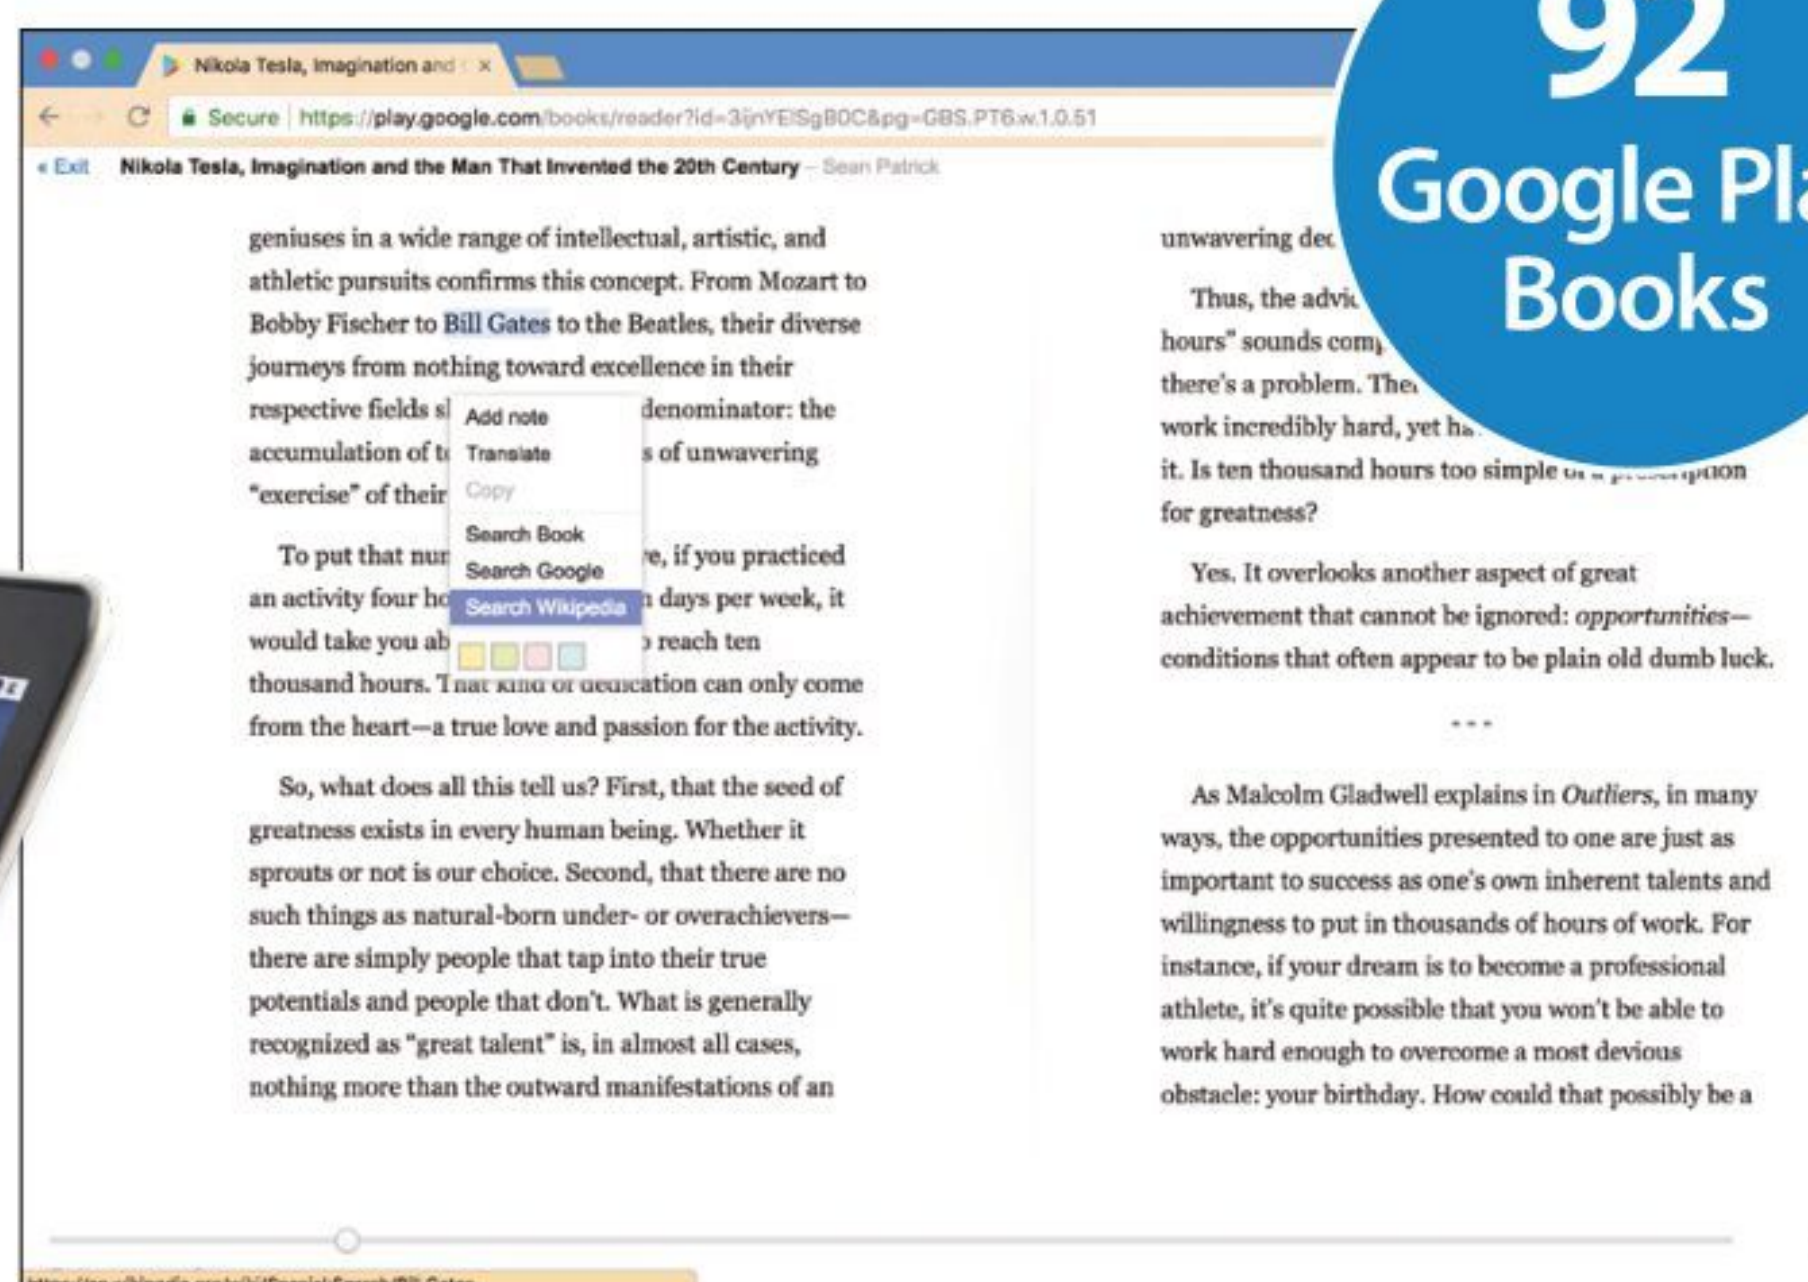 92
Google Pla
Books
Nikola Tesla, Imagination and
Secure https://play.google.com/books/reader?id=3ijnYElSgB0C&pg=GBS.PT6.w.1.0.51
« Exit Nikola Tesla, Imagination and the Man That Invented the 20th Century – Sean Patrick
geniuses in a wide range of intellectual, artistic, and
athletic pursuits confirms this concept. From Mozart to
Bobby Fischer to Bill Gates to the Beatles, their diverse
journeys from nothing toward excellence in their
respective fields denominator: the
accumulation of of unwavering
“exercise” of their
To put that if you practiced
an activity four days per week, it
would take you reach ten
thousand hours. That kind of dedication can only come
from the heart—a true love and passion for the activity.
So, what does all this tell us? First, that the seed of
greatness exists in every human being. Whether it
sprouts or not is our choice. Second, that there are no
such things as natural-born under- or overachievers—
there are simply people that tap into their true
potentials and people that don’t. What is generally
recognized as “great talent” is, in almost all cases,
nothing more than the outward manifestations of an
Add note
Translate
Copy
Search Book
Search Google
Search Wikipedia
unwavering
Thus, the
hours” sounds
there’s a problem.
work incredibly hard, yet
it. Is ten thousand hours too simple
for greatness?
Yes. It overlooks another aspect of great
achievement that cannot be ignored: opportunities—
conditions that often appear to be plain old dumb luck.
---
As Malcolm Gladwell explains in Outliers, in many
ways, the opportunities presented to one are just as
important to success as one’s own inherent talents and
willingness to put in thousands of hours of work. For
instance, if your dream is to become a professional
athlete, it’s quite possible that you won’t be able to
work hard enough to overcome a most devious
obstacle: your birthday. How could that possibly be a